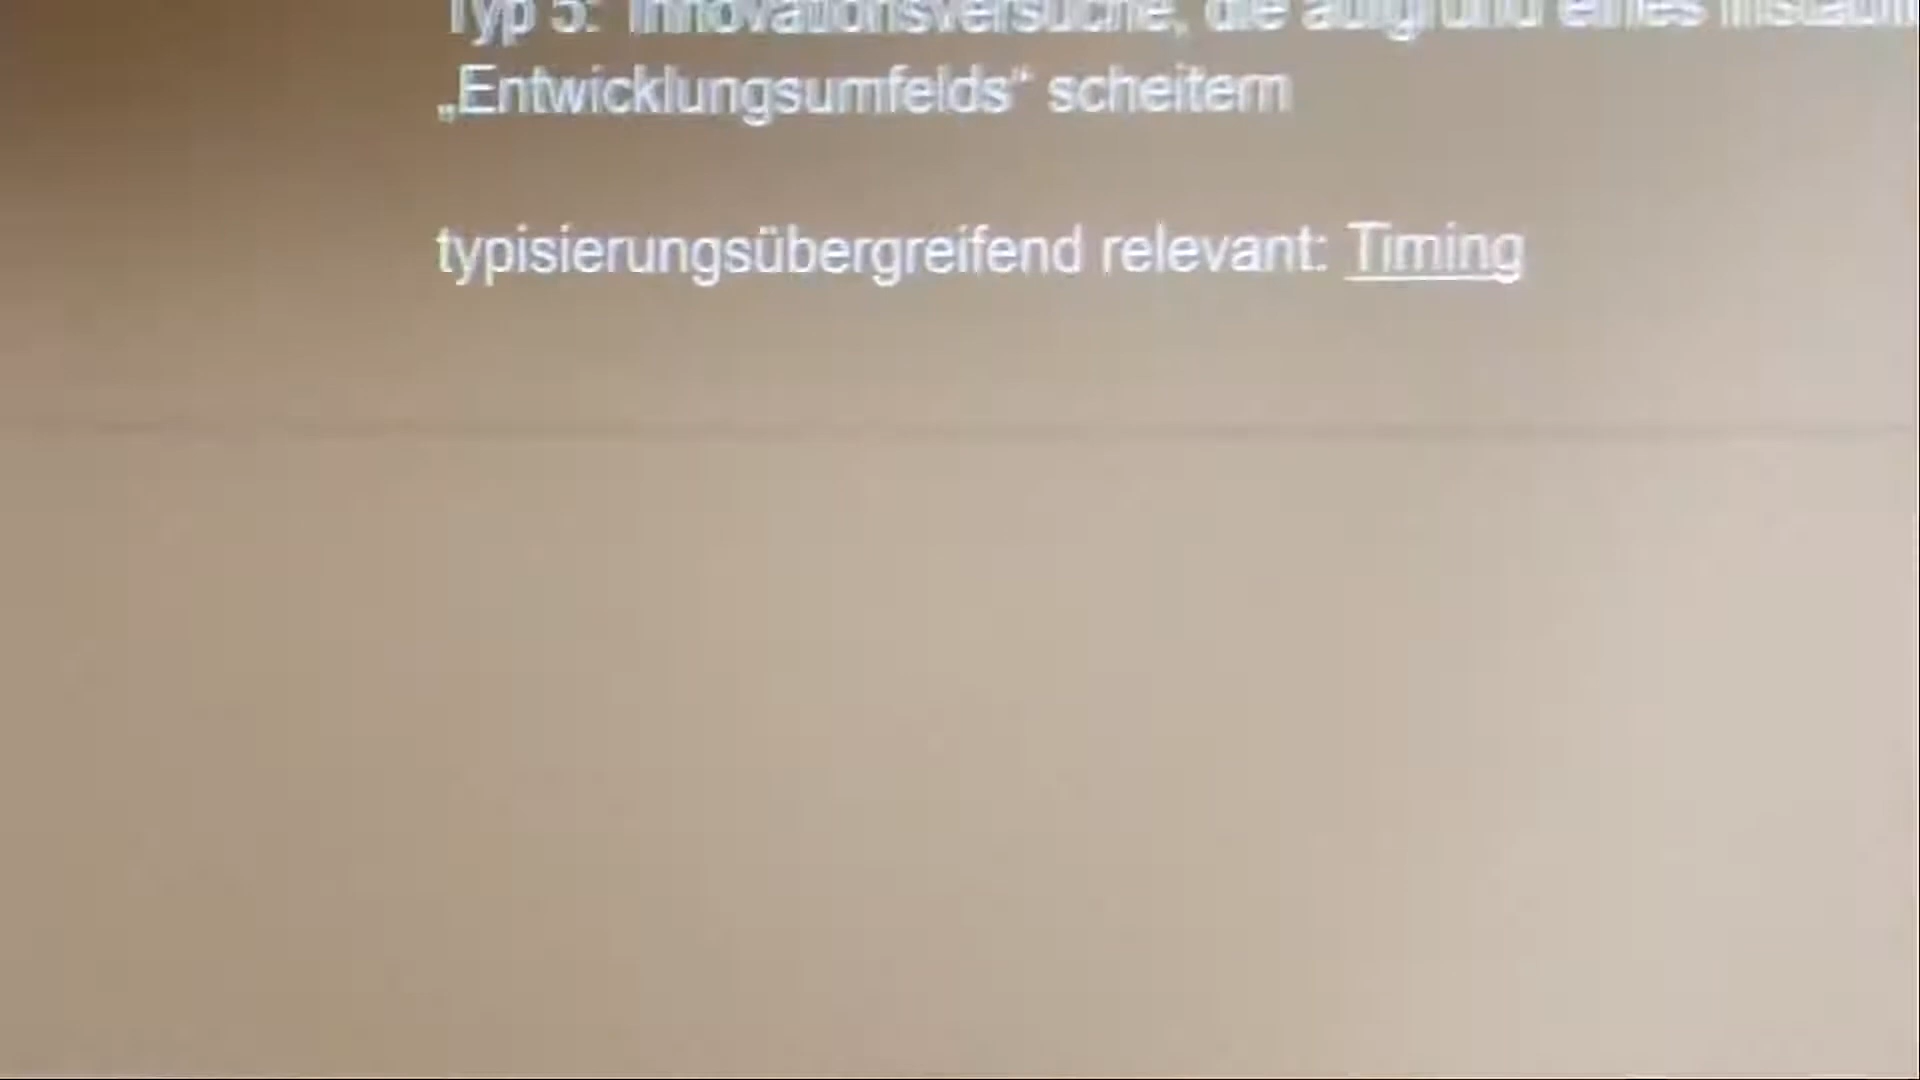 Typ 5: Innovationsversuche, die aufgrund eines
„Entwicklungsumfelds“ scheitern
typisierungsübergreifend relevant: Timing